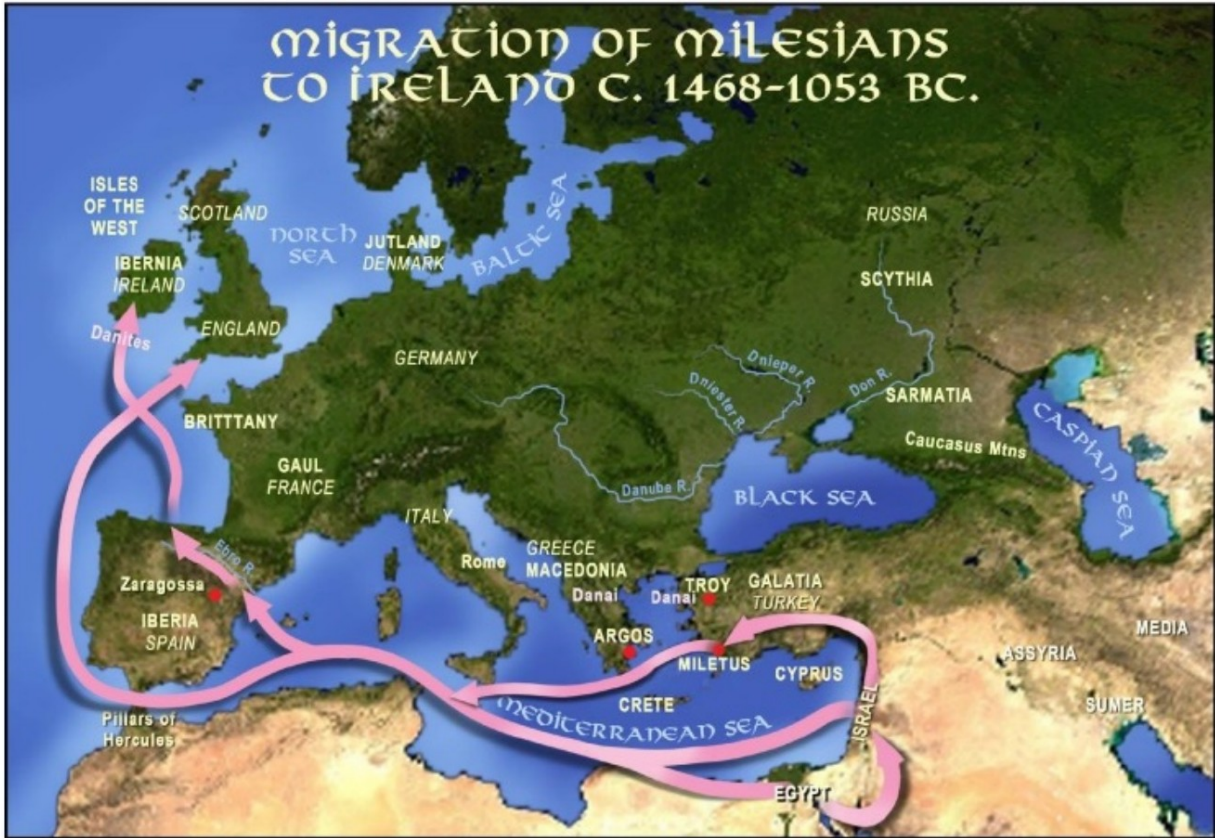 MIGRATION OF MILESIANS
TO IRELAND C. 1468-1053 BC.
ISLES
OF THE
WEST
SCOTLAND
NORTH
SEA
JUTLAND
DENMARK
BALTIC SEA
RUSSIA
IBERNIA
IRELAND
SCYTHIA
Danites
ENGLAND
GERMANY
Dnieper R.
Dniester R.
Don R.
SARMATIA
BRITTTANY
Caucasus Mtns
CASPIAN SEA
GAUL
FRANCE
Danube R.
BLACK SEA
ITALY
Ebro R.
Rome
GREECE
MACEDONIA
Zaragossa
Danai
Danai
TROY
GALATIA
TURKEY
IBERIA
SPAIN
ARGOS
MILETUS
CYPRUS
ASSYRIA
MEDIA
CRETE
ISRAEL
SUMER
Pillars of
Hercules
MEDITERRANEAN SEA
EGYPT